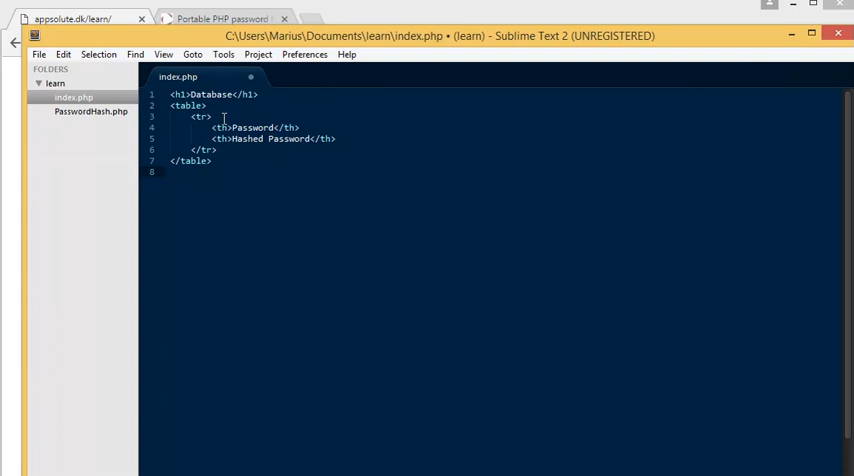 appsolute.dk/learn/
Portable PHP password
C:\Users\Marius\Documents\learn\index.php • (learn) - Sublime Text 2 (UNREGISTERED)
File Edit Selection Find View Goto Tools Project Preferences Help
FOLDERS
learn
index.php
PasswordHash.php
index.php
1 <h1>Database</h1>
2 <table>
3 <tr>
4 <th>Password</th>
5 <th>Hashed Password</th>
6 </tr>
7 </table>
8